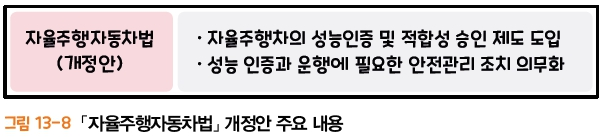 자율주행자동차법
(개정안)
· 자율주행차의 성능인증 및 적합성 승인 제도 도입
· 성능 인증과 운행에 필요한 안전관리 조치 의무화
그림 13-8 「자율주행자동차법」 개정안 주요 내용